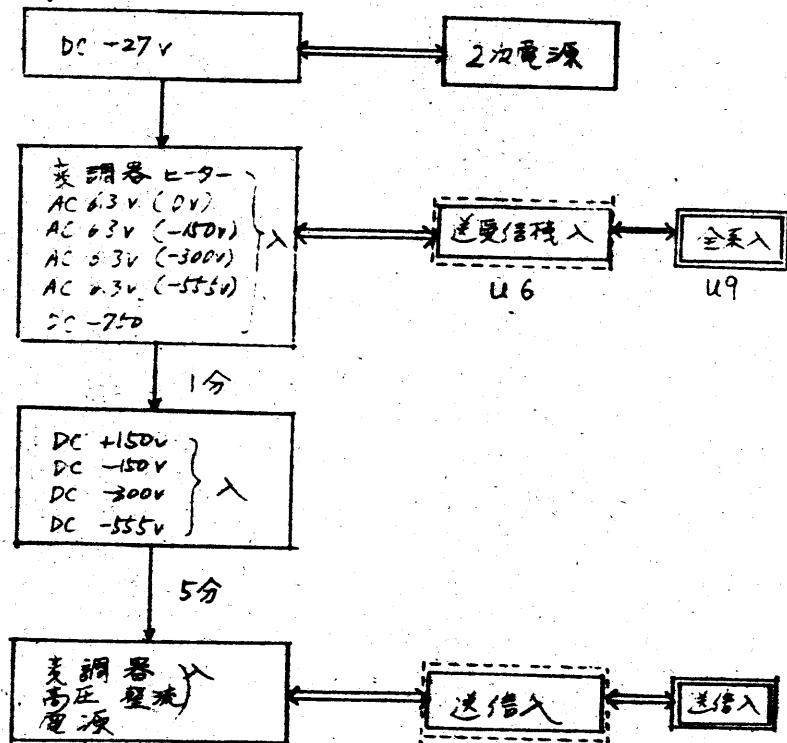 DC -27v
2次電源
変調器 ヒーター
AC 6.3v (0v)
AC 6.3v (-150v)
AC 6.3v (-300v)
AC 6.3v (-555v)
DC -750
入
送受信機入
全系入
u6
u9
1分
DC +150v
DC -150v
DC -300v
DC -555v
入
5分
変調器
高圧整流
電源
入
送信入
送信入